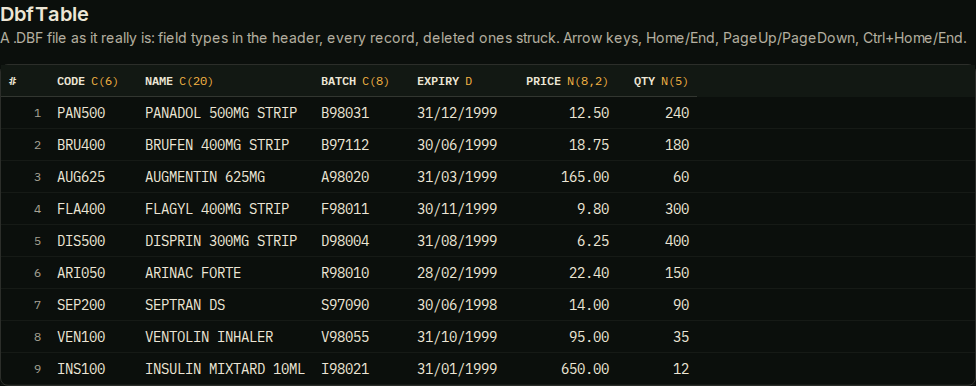 DbfTable
A .DBF file as it really is: field types in the header, every record, deleted ones struck. Arrow keys, Home/End, PageUp/PageDown, Ctrl+Home/End.
# CODE C(6) NAME C(20) BATCH C(8) EXPIRY D PRICE N(8,2) QTY N(5)
1 PAN500 PANADOL 500MG STRIP B98031 31/12/1999 12.50 240
2 BRU400 BRUFEN 400MG STRIP B97112 30/06/1999 18.75 180
3 AUG625 AUGMENTIN 625MG A98020 31/03/1999 165.00 60
4 FLA400 FLAGYL 400MG STRIP F98011 30/11/1999 9.80 300
5 DIS500 DISPRIN 300MG STRIP D98004 31/08/1999 6.25 400
6 ARI050 ARINAC FORTE R98010 28/02/1999 22.40 150
7 SEP200 SEPTRAN DS S97090 30/06/1998 14.00 90
8 VEN100 VENTOLIN INHALER V98055 31/10/1999 95.00 35
9 INS100 INSULIN MIXTARD 10ML I98021 31/01/1999 650.00 12